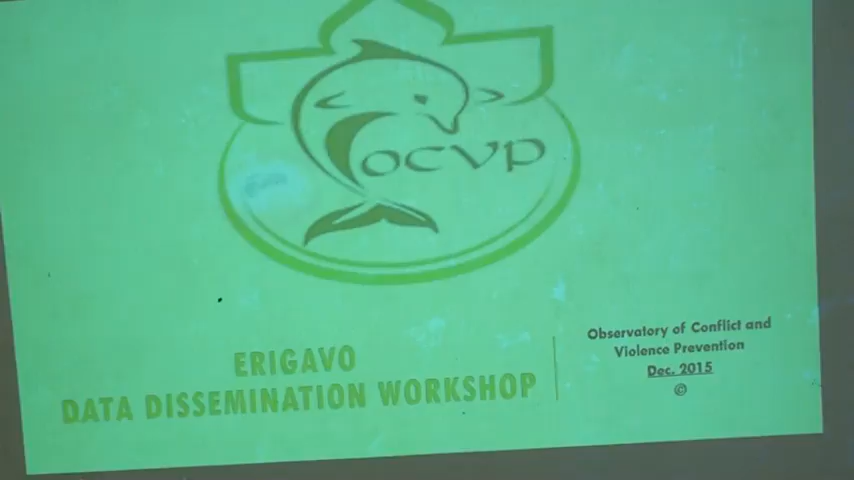 OCVP
ERIGAVO
DATA DISSEMINATION WORKSHOP
Observatory of Conflict and
Violence Prevention
Dec. 2015
©